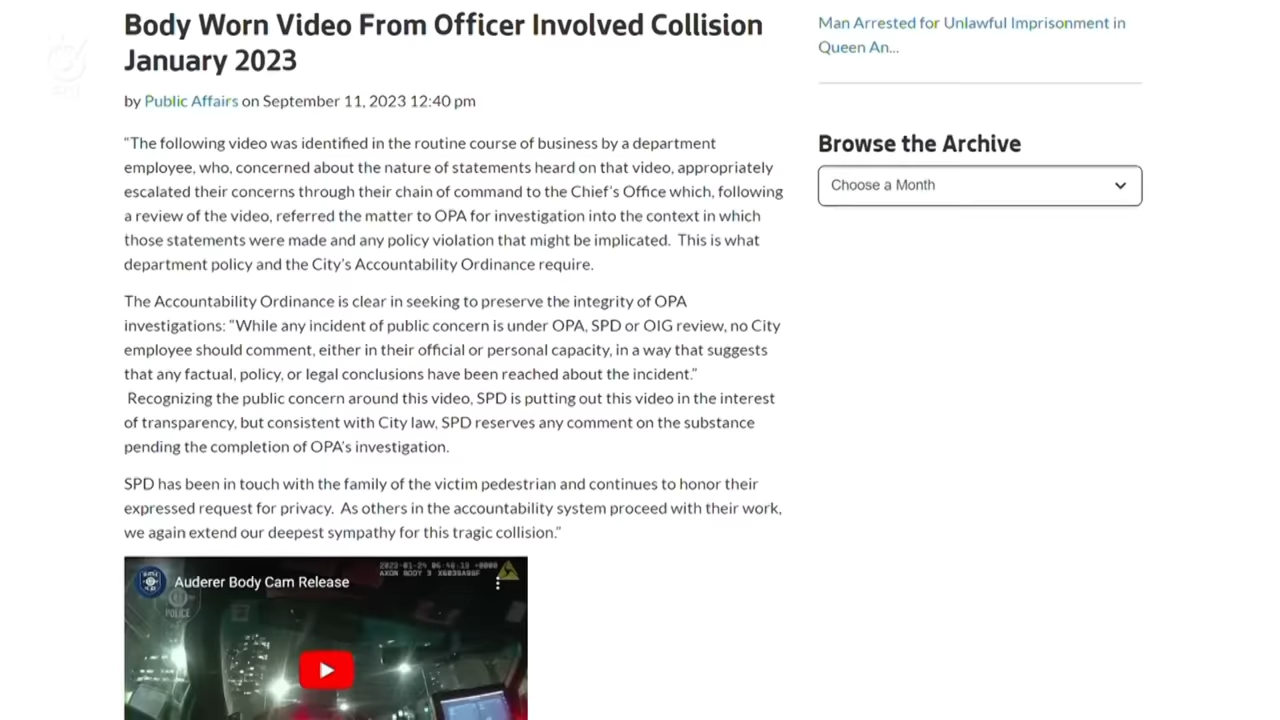 Body Worn Video From Officer Involved Collision
January 2023
by Public Affairs on September 11, 2023 12:40 pm
"The following video was identified in the routine course of business by a department
employee, who, concerned about the nature of statements heard on that video, appropriately
escalated their concerns through their chain of command to the Chief's Office which, following
a review of the video, referred the matter to OPA for investigation into the context in which
those statements were made and any policy violation that might be implicated.  This is what
department policy and the City's Accountability Ordinance require.
The Accountability Ordinance is clear in seeking to preserve the integrity of OPA
investigations: "While any incident of public concern is under OPA, SPD or OIG review, no City
employee should comment, either in their official or personal capacity, in a way that suggests
that any factual, policy, or legal conclusions have been reached about the incident."
Recognizing the public concern around this video, SPD is putting out this video in the interest
of transparency, but consistent with City law, SPD reserves any comment on the substance
pending the completion of OPA's investigation.
SPD has been in touch with the family of the victim pedestrian and continues to honor their
expressed request for privacy.  As others in the accountability system proceed with their work,
we again extend our deepest sympathy for this tragic collision."
Auderer Body Cam Release
POLICE
Man Arrested for Unlawful Imprisonment in
Queen An...
Browse the Archive
Choose a Month